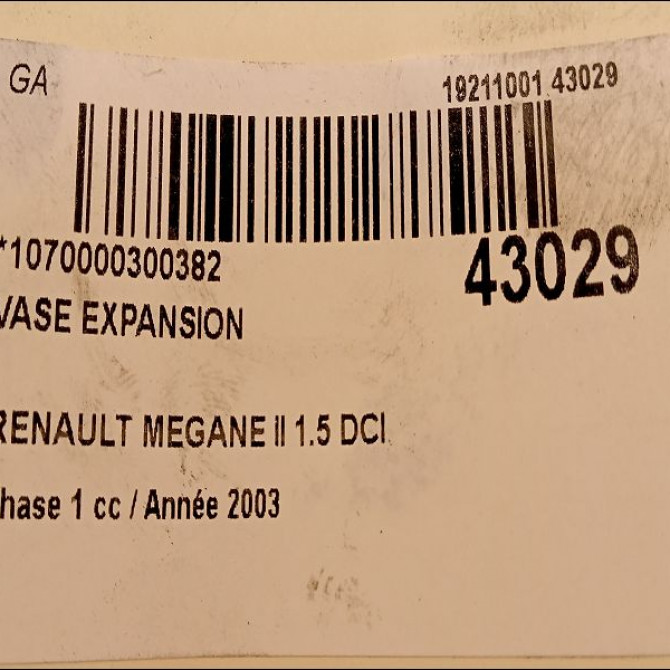 GA
19211001 43029
*1070000300382
43029
VASE EXPANSION
RENAULT MEGANE II 1.5 DCI
hase 1 cc / Année 2003